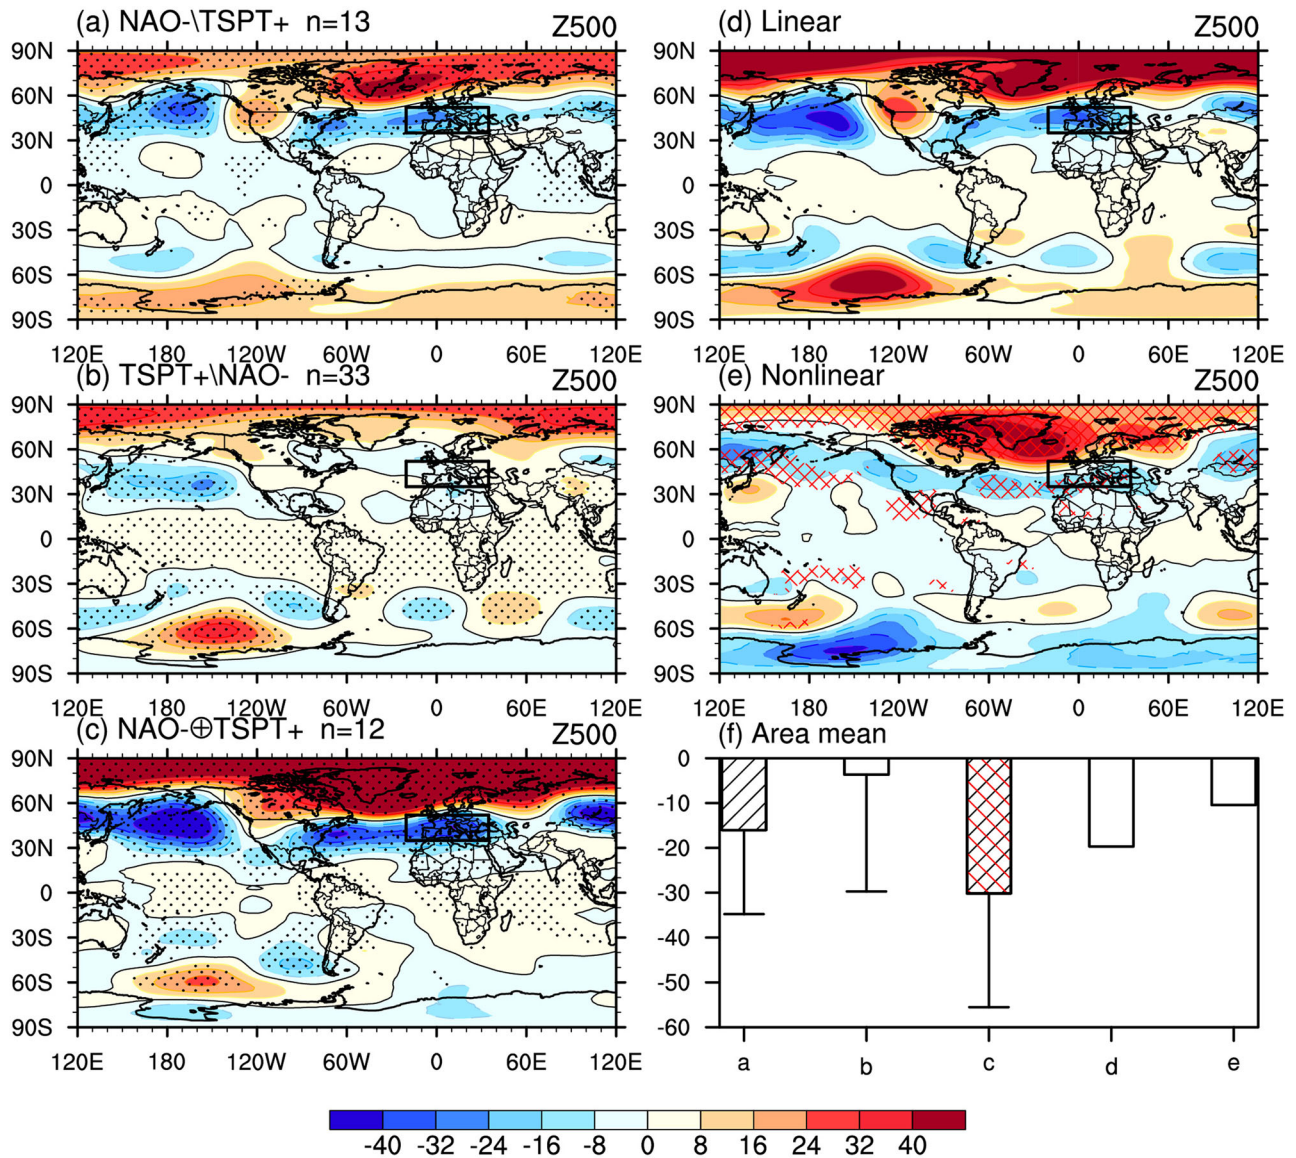 (a) NAO-\TSPT+ n=13 Z500
90N
60N
30N
0
30S
60S
90S
120E 180 120W 60W 0 60E 120E
(b) TSPT+\NAO- n=33 Z500
90N
60N
30N
0
30S
60S
90S
120E 180 120W 60W 0 60E 120E
(c) NAO-⊕TSPT+ n=12 Z500
90N
60N
30N
0
30S
60S
90S
120E 180 120W 60W 0 60E 120E
(d) Linear Z500
90N
60N
30N
0
30S
60S
90S
120E 180 120W 60W 0 60E 120E
(e) Nonlinear Z500
90N
60N
30N
0
30S
60S
90S
120E 180 120W 60W 0 60E 120E
(f) Area mean
0
-10
-20
-30
-40
-50
-60
a b c d e
-40 -32 -24 -16 -8 0 8 16 24 32 40